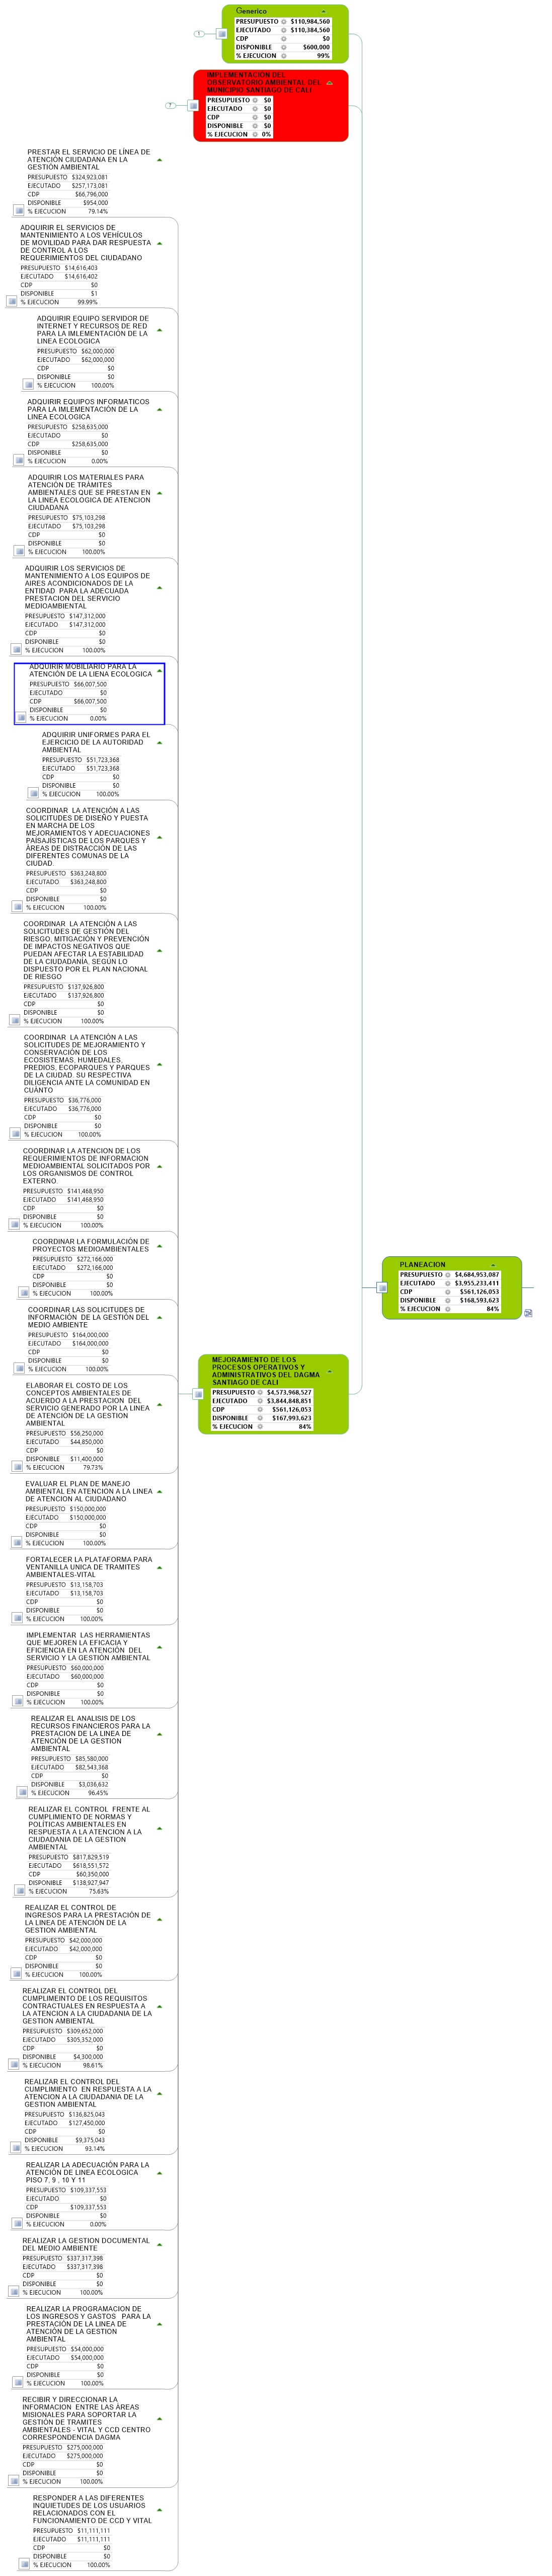 Generico
PRESUPUESTO $110,984,560
EJECUTADO $110,384,560
CDP $0
DISPONIBLE $600,000
% EJECUCION 99%
1
IMPLEMENTACIÓN DEL
OBSERVATORIO AMBIENTAL DEL
MUNICIPIO SANTIAGO DE CALI
PRESUPUESTO $0
EJECUTADO $0
CDP $0
DISPONIBLE $0
% EJECUCION 0%
7
PRESTAR EL SERVICIO DE LÍNEA DE
ATENCIÓN CIUDADANA EN LA
GESTIÓN AMBIENTAL
PRESUPUESTO $324,923,081
EJECUTADO $257,173,081
CDP $66,796,000
DISPONIBLE $954,000
% EJECUCION 79.14%
ADQUIRIR EL SERVICIOS DE
MANTENIMIENTO A LOS VEHÍCULOS
DE MOVILIDAD PARA DAR RESPUESTA
DE CONTROL A LOS
REQUERIMIENTOS DEL CIUDADANO
PRESUPUESTO $14,616,403
EJECUTADO $14,616,402
CDP $0
DISPONIBLE $1
% EJECUCION 99.99%
ADQUIRIR EQUIPO SERVIDOR DE
INTERNET Y RECURSOS DE RED
PARA LA IMLEMENTACIÓN DE LA
LINEA ECOLOGICA
PRESUPUESTO $62,000,000
EJECUTADO $62,000,000
CDP $0
DISPONIBLE $0
% EJECUCION 100.00%
ADQUIRIR EQUIPOS INFORMATICOS
PARA LA IMLEMENTACIÓN DE LA
LINEA ECOLOGICA
PRESUPUESTO $258,635,000
EJECUTADO $0
CDP $258,635,000
DISPONIBLE $0
% EJECUCION 0.00%
ADQUIRIR LOS MATERIALES PARA
ATENCIÓN DE TRÁMITES
AMBIENTALES QUE SE PRESTAN EN
LA LINEA ECOLOGICA DE ATENCION
CIUDADANA
PRESUPUESTO $75,103,298
EJECUTADO $75,103,298
CDP $0
DISPONIBLE $0
% EJECUCION 100.00%
ADQUIRIR LOS SERVICIOS DE
MANTENIMIENTO A LOS EQUIPOS DE
AIRES ACONDICIONADOS DE LA
ENTIDAD PARA LA ADECUADA
PRESTACION DEL SERVICIO
MEDIOAMBIENTAL
PRESUPUESTO $147,312,000
EJECUTADO $147,312,000
CDP $0
DISPONIBLE $0
% EJECUCION 100.00%
ADQUIRIR MOBILIARIO PARA LA
ATENCIÓN DE LA LIENA ECOLOGICA
PRESUPUESTO $66,007,500
EJECUTADO $0
CDP $66,007,500
DISPONIBLE $0
% EJECUCION 0.00%
ADQUIRIR UNIFORMES PARA EL
EJERCICIO DE LA AUTORIDAD
AMBIENTAL
PRESUPUESTO $51,723,368
EJECUTADO $51,723,368
CDP $0
DISPONIBLE $0
% EJECUCION 100.00%
COORDINAR LA ATENCIÓN A LAS
SOLICITUDES DE DISEÑO Y PUESTA
EN MARCHA DE LOS
MEJORAMIENTOS Y ADECUACIONES
PAISAJÍSTICAS DE LOS PARQUES Y
ÁREAS DE DISTRACCIÓN DE LAS
DIFERENTES COMUNAS DE LA
CIUDAD.
PRESUPUESTO $363,248,800
EJECUTADO $363,248,800
CDP $0
DISPONIBLE $0
% EJECUCION 100.00%
COORDINAR LA ATENCIÓN A LAS
SOLICITUDES DE GESTIÓN DEL
RIESGO, MITIGACIÓN Y PREVENCIÓN
DE IMPACTOS NEGATIVOS QUE
PUEDAN AFECTAR LA ESTABILIDAD
DE LA CIUDADANÍA, SEGÚN LO
DISPUESTO POR EL PLAN NACIONAL
DE RIESGO
PRESUPUESTO $137,926,800
EJECUTADO $137,926,800
CDP $0
DISPONIBLE $0
% EJECUCION 100.00%
COORDINAR LA ATENCIÓN A LAS
SOLICITUDES DE MEJORAMIENTO Y
CONSERVACIÓN DE LOS
ECOSISTEMAS, HUMEDALES,
PREDIOS, ECOPARQUES Y PARQUES
DE LA CIUDAD. SU RESPECTIVA
DILIGENCIA ANTE LA COMUNIDAD EN
CUÁNTO
PRESUPUESTO $36,776,000
EJECUTADO $36,776,000
CDP $0
DISPONIBLE $0
% EJECUCION 100.00%
COORDINAR LA ATENCION DE LOS
REQUERIMIENTOS DE INFORMACION
MEDIOAMBIENTAL SOLICITADOS POR
LOS ORGANISMOS DE CONTROL
EXTERNO.
PRESUPUESTO $141,468,950
EJECUTADO $141,468,950
CDP $0
DISPONIBLE $0
% EJECUCION 100.00%
COORDINAR LA FORMULACIÓN DE
PROYECTOS MEDIOAMBIENTALES
PRESUPUESTO $272,166,000
EJECUTADO $272,166,000
CDP $0
DISPONIBLE $0
% EJECUCION 100.00%
COORDINAR LAS SOLICITUDES DE
INFORMACIÓN DE LA GESTIÓN DEL
MEDIO AMBIENTE
PRESUPUESTO $164,000,000
EJECUTADO $164,000,000
CDP $0
DISPONIBLE $0
% EJECUCION 100.00%
ELABORAR EL COSTO DE LOS
CONCEPTOS AMBIENTALES DE
ACUERDO A LA PRESTACION DEL
SERVICIO GENERADO POR LA LINEA
DE ATENCIÓN DE LA GESTION
AMBIENTAL
PRESUPUESTO $56,250,000
EJECUTADO $44,850,000
CDP $0
DISPONIBLE $11,400,000
% EJECUCION 79.73%
EVALUAR EL PLAN DE MANEJO
AMBIENTAL EN ATENCION A LA LINEA
DE ATENCION AL CIUDADANO
PRESUPUESTO $150,000,000
EJECUTADO $150,000,000
CDP $0
DISPONIBLE $0
% EJECUCION 100.00%
FORTALECER LA PLATAFORMA PARA
VENTANILLA UNICA DE TRAMITES
AMBIENTALES-VITAL
PRESUPUESTO $13,158,703
EJECUTADO $13,158,703
CDP $0
DISPONIBLE $0
% EJECUCION 100.00%
IMPLEMENTAR LAS HERRAMIENTAS
QUE MEJOREN LA EFICACIA Y
EFICIENCIA EN LA ATENCIÓN DEL
SERVICIO Y LA GESTIÓN AMBIENTAL
PRESUPUESTO $60,000,000
EJECUTADO $60,000,000
CDP $0
DISPONIBLE $0
% EJECUCION 100.00%
REALIZAR EL ANALISIS DE LOS
RECURSOS FINANCIEROS PARA LA
PRESTACION DE LA LINEA DE
ATENCIÓN DE LA GESTION
AMBIENTAL
PRESUPUESTO $85,580,000
EJECUTADO $82,543,368
CDP $0
DISPONIBLE $3,036,632
% EJECUCION 96.45%
REALIZAR EL CONTROL FRENTE AL
CUMPLIMIENTO DE NORMAS Y
POLÍTICAS AMBIENTALES EN
RESPUESTA A LA ATENCION A LA
CIUDADANIA DE LA GESTION
AMBIENTAL
PRESUPUESTO $817,829,519
EJECUTADO $618,551,572
CDP $60,350,000
DISPONIBLE $138,927,947
% EJECUCION 75.63%
REALIZAR EL CONTROL DE
INGRESOS PARA LA PRESTACIÓN DE
LA LINEA DE ATENCIÓN DE LA
GESTION AMBIENTAL
PRESUPUESTO $42,000,000
EJECUTADO $42,000,000
CDP $0
DISPONIBLE $0
% EJECUCION 100.00%
REALIZAR EL CONTROL DEL
CUMPLIMEINTO DE LOS REQUISITOS
CONTRACTUALES EN RESPUESTA A
LA ATENCION A LA CIUDADANIA DE LA
GESTION AMBIENTAL
PRESUPUESTO $309,652,000
EJECUTADO $305,352,000
CDP $0
DISPONIBLE $4,300,000
% EJECUCION 98.61%
REALIZAR EL CONTROL DEL
CUMPLIMIENTO EN RESPUESTA A LA
ATENCION A LA CIUDADANIA DE LA
GESTION AMBIENTAL
PRESUPUESTO $136,825,043
EJECUTADO $127,450,000
CDP $0
DISPONIBLE $9,375,043
% EJECUCION 93.14%
REALIZAR LA ADECUACIÓN PARA LA
ATENCIÓN DE LINEA ECOLOGICA
PISO 7, 9 , 10 Y 11
PRESUPUESTO $109,337,553
EJECUTADO $0
CDP $109,337,553
DISPONIBLE $0
% EJECUCION 0.00%
REALIZAR LA GESTION DOCUMENTAL
DEL MEDIO AMBIENTE
PRESUPUESTO $337,317,398
EJECUTADO $337,317,398
CDP $0
DISPONIBLE $0
% EJECUCION 100.00%
REALIZAR LA PROGRAMACION DE
LOS INGRESOS Y GASTOS PARA LA
PRESTACIÓN DE LA LINEA DE
ATENCIÓN DE LA GESTION
AMBIENTAL
PRESUPUESTO $54,000,000
EJECUTADO $54,000,000
CDP $0
DISPONIBLE $0
% EJECUCION 100.00%
RECIBIR Y DIRECCIONAR LA
INFORMACION ENTRE LAS ÁREAS
MISIONALES PARA SOPORTAR LA
GESTIÓN DE TRAMITES
AMBIENTALES - VITAL Y CCD CENTRO
CORRESPONDENCIA DAGMA
PRESUPUESTO $275,000,000
EJECUTADO $275,000,000
CDP $0
DISPONIBLE $0
% EJECUCION 100.00%
RESPONDER A LAS DIFERENTES
INQUIETUDES DE LOS USUARIOS
RELACIONADOS CON EL
FUNCIONAMIENTO DE CCD Y VITAL
PRESUPUESTO $11,111,111
EJECUTADO $11,111,111
CDP $0
DISPONIBLE $0
% EJECUCION 100.00%
MEJORAMIENTO DE LOS
PROCESOS OPERATIVOS Y
ADMINISTRATIVOS DEL DAGMA
SANTIAGO DE CALI
PRESUPUESTO $4,573,968,527
EJECUTADO $3,844,848,851
CDP $561,126,053
DISPONIBLE $167,993,623
% EJECUCION 84%
PLANEACION
PRESUPUESTO $4,684,953,087
EJECUTADO $3,955,233,411
CDP $561,126,053
DISPONIBLE $168,593,623
% EJECUCION 84%